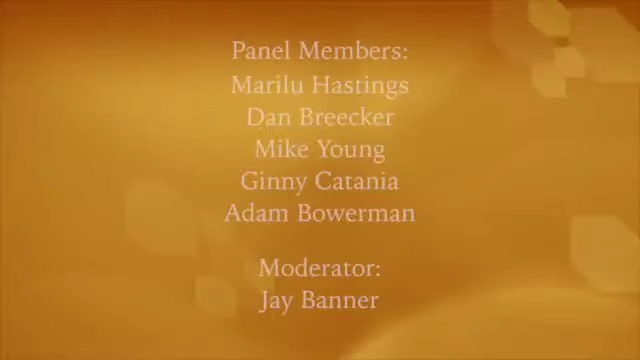 Panel Members:
Marilu Hastings
Dan Breecker
Mike Young
Ginny Catania
Adam Bowerman
Moderator:
Jay Banner